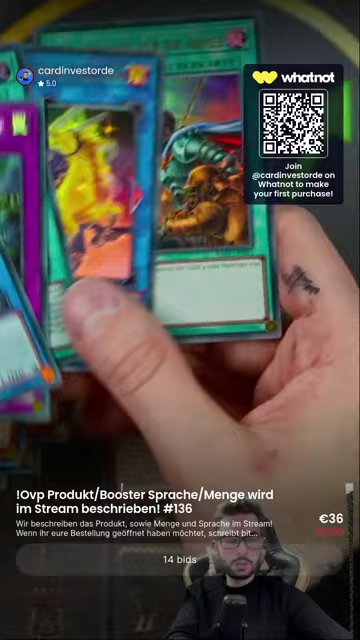 cardinvestorde
★ 5.0
whatnot
Join
@cardinvestorde on
Whatnot to make
your first purchase!
!Ovp Produkt/Booster Sprache/Menge wird
im Stream beschrieben! #136
€36
Wir beschreiben das Produkt, sowie Menge und Sprache im Stream!
Wenn Ihr eure Bestellung geöffnet haben möchtet, schreibt bit...
14 bids